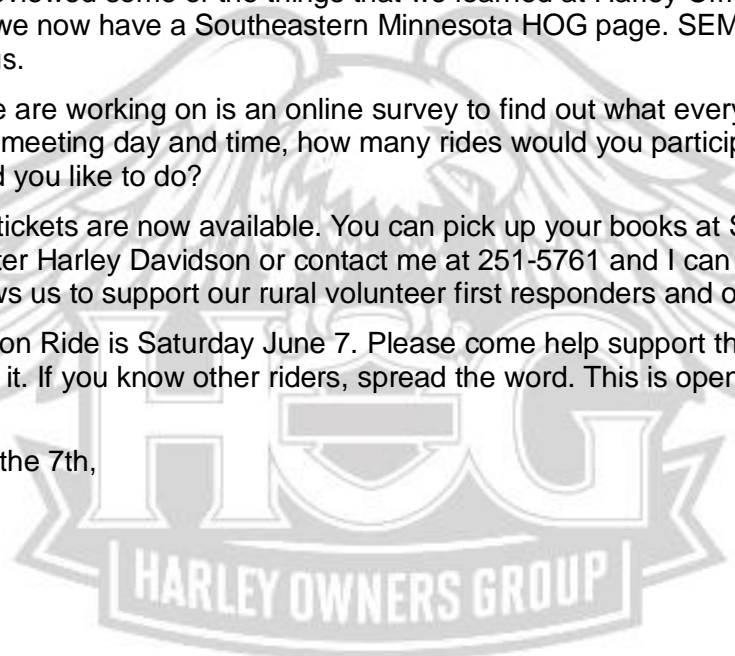 viewed some of the things that we learned at Harley
we now have a Southeastern Minnesota HOG page. SEM
us.
e are working on is an online survey to find out what every
meeting day and time, how many rides would you particip
d you like to do?
tickets are now available. You can pick up your books at S
ter Harley Davidson or contact me at 251-5761 and I can
ws us to support our rural volunteer first responders and o
on Ride is Saturday June 7. Please come help support th
it. If you know other riders, spread the word. This is open
the 7th,
HOG
HARLEY OWNERS GROUP